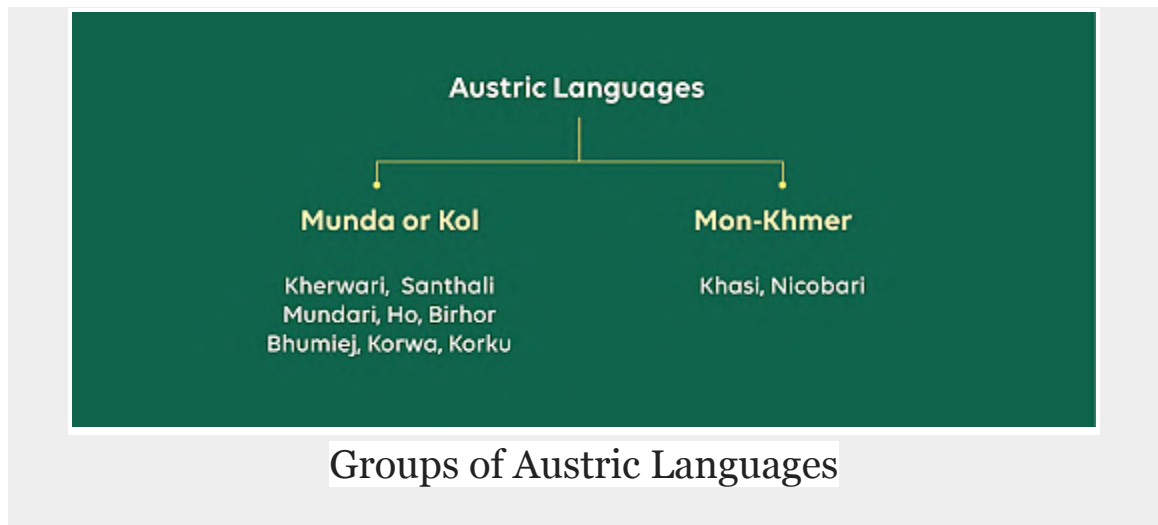 Austric Languages
Munda or Kol
Kherwari, Santhali
Mundari, Ho, Birhor
Bhumiej, Korwa, Korku
Mon-Khmer
Khasi, Nicobari
Groups of Austric Languages